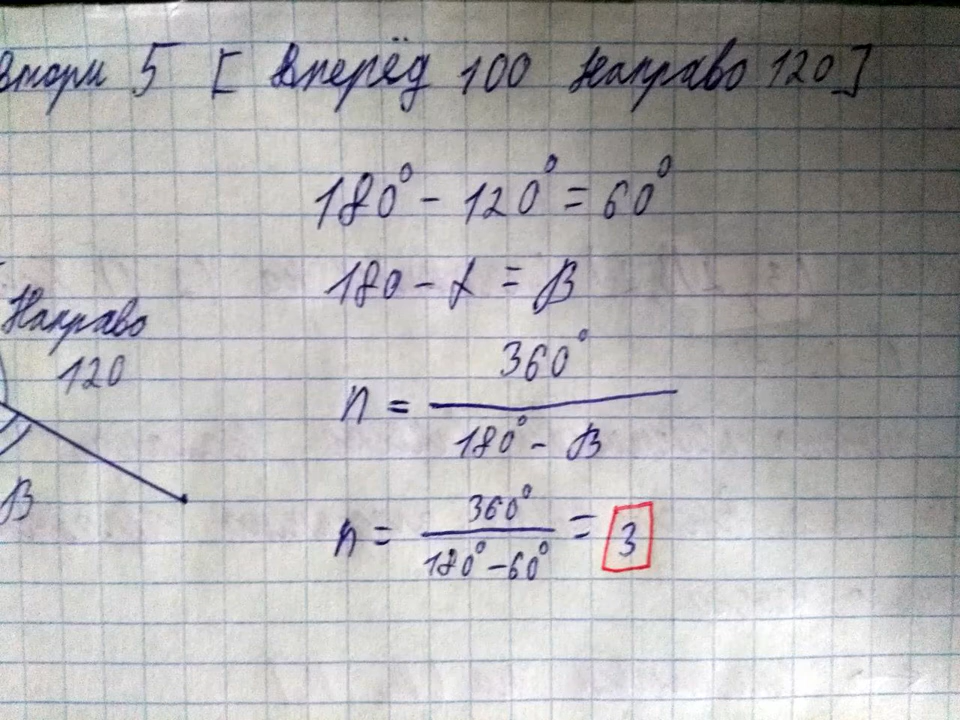 втори 5 [ Вперёд 100 Направо 120 ]
180° - 120° = 60°
180 - α = β
Направо
120
n = 360° / 180° - β
β
n = 360° / 180° - 60° = 3